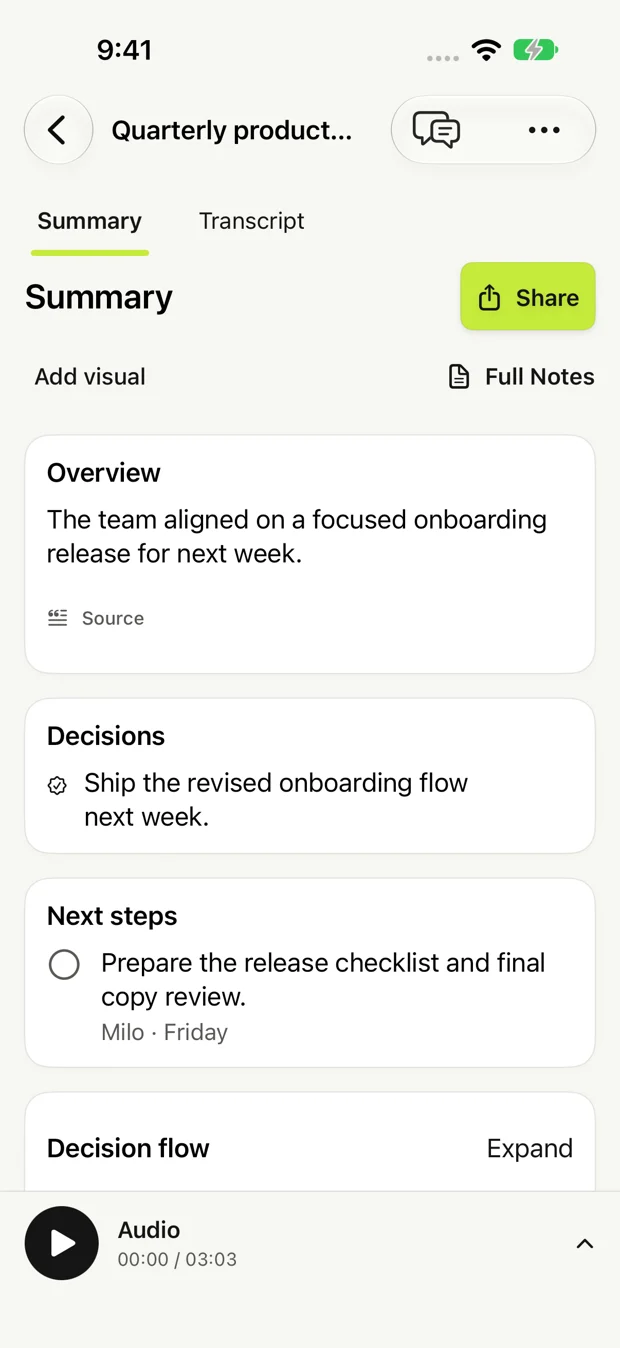 9:41
Quarterly product...
Summary
Transcript
Summary
Share
Add visual
Full Notes
Overview
The team aligned on a focused onboarding
release for next week.
Source
Decisions
Ship the revised onboarding flow
next week.
Next steps
Prepare the release checklist and final
copy review.
Milo · Friday
Decision flow
Expand
Audio
00:00 / 03:03